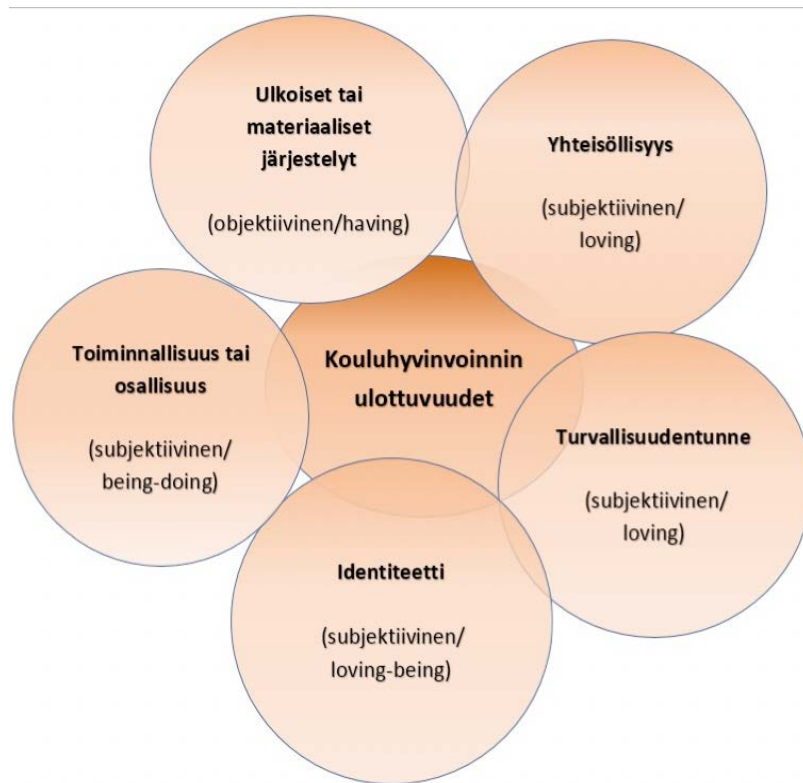 Ulkoiset tai
materiaaliset
järjestelyt
(objektiivinen/having)
Yhteisöllisyys
(subjektiivinen/
loving)
Kouluhyvinvoinnin
ulottuvuudet
Toiminnallisuus tai
osallisuus
(subjektiivinen/
being-doing)
Turvallisuudentunne
(subjektiivinen/
loving)
Identiteetti
(subjektiivinen/
loving-being)